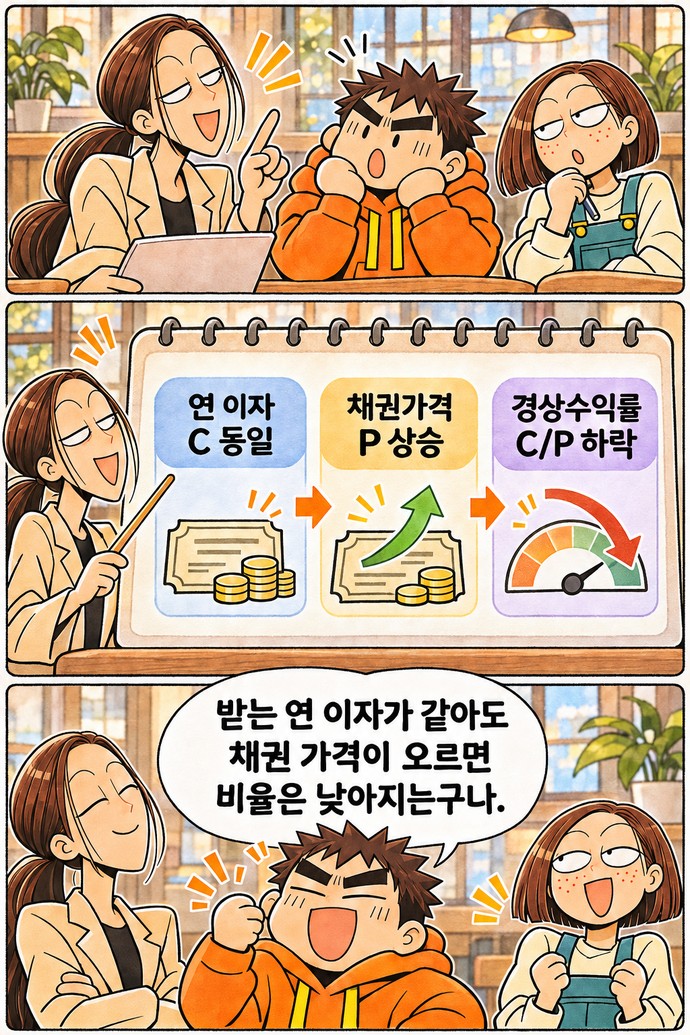 연 이자
C 동일
채권가격
P 상승
경상수익률
C/P 하락
받는 연 이자가 같아도
채권 가격이 오르면
비율은 낮아지는구나.